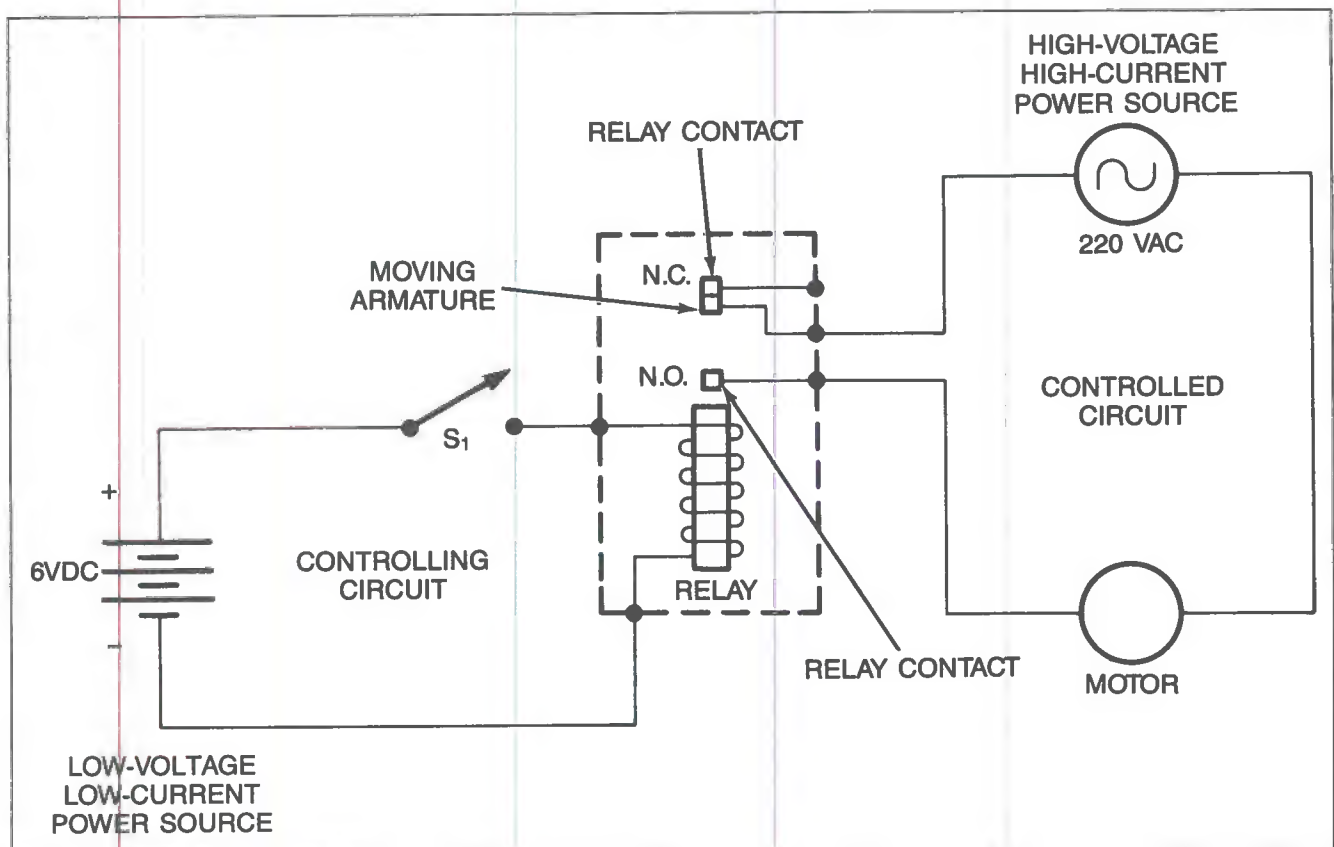 HIGH-VOLTAGE
HIGH-CURRENT
POWER SOURCE
220 VAC
RELAY CONTACT
MOVING
ARMATURE
N.C.
N.O.
S1
CONTROLLED
CIRCUIT
+
6VDC
-
CONTROLLING
CIRCUIT
RELAY
RELAY CONTACT
MOTOR
LOW-VOLTAGE
LOW-CURRENT
POWER SOURCE